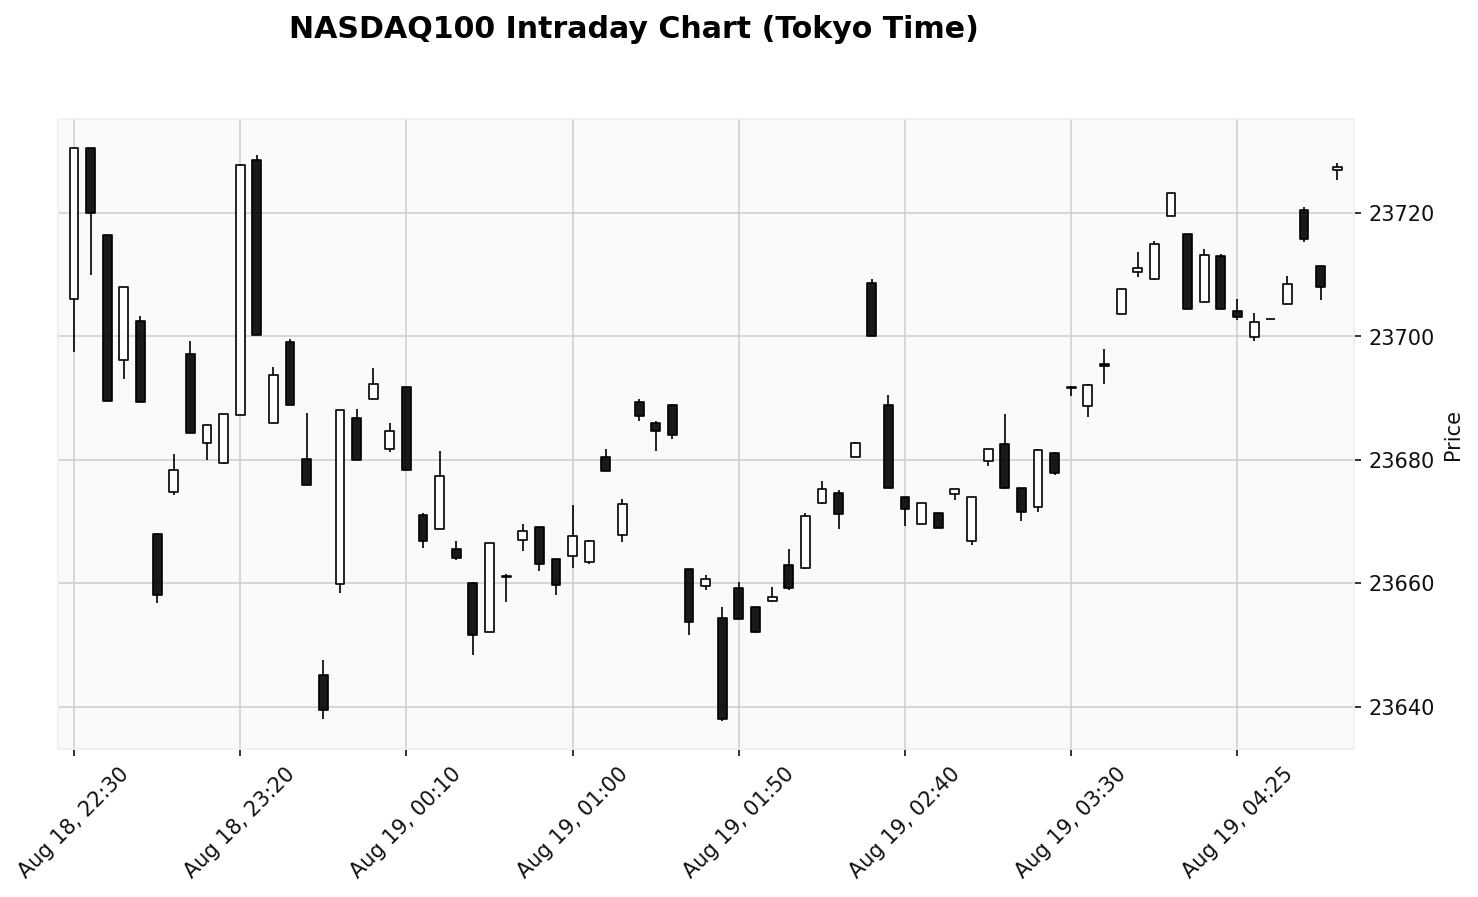 NASDAQ100 Intraday Chart (Tokyo Time)
23720
23700
23680
23660
23640
Price
Aug 18, 22:30
Aug 18, 23:20
Aug 19, 00:10
Aug 19, 01:00
Aug 19, 01:50
Aug 19, 02:40
Aug 19, 03:30
Aug 19, 04:25